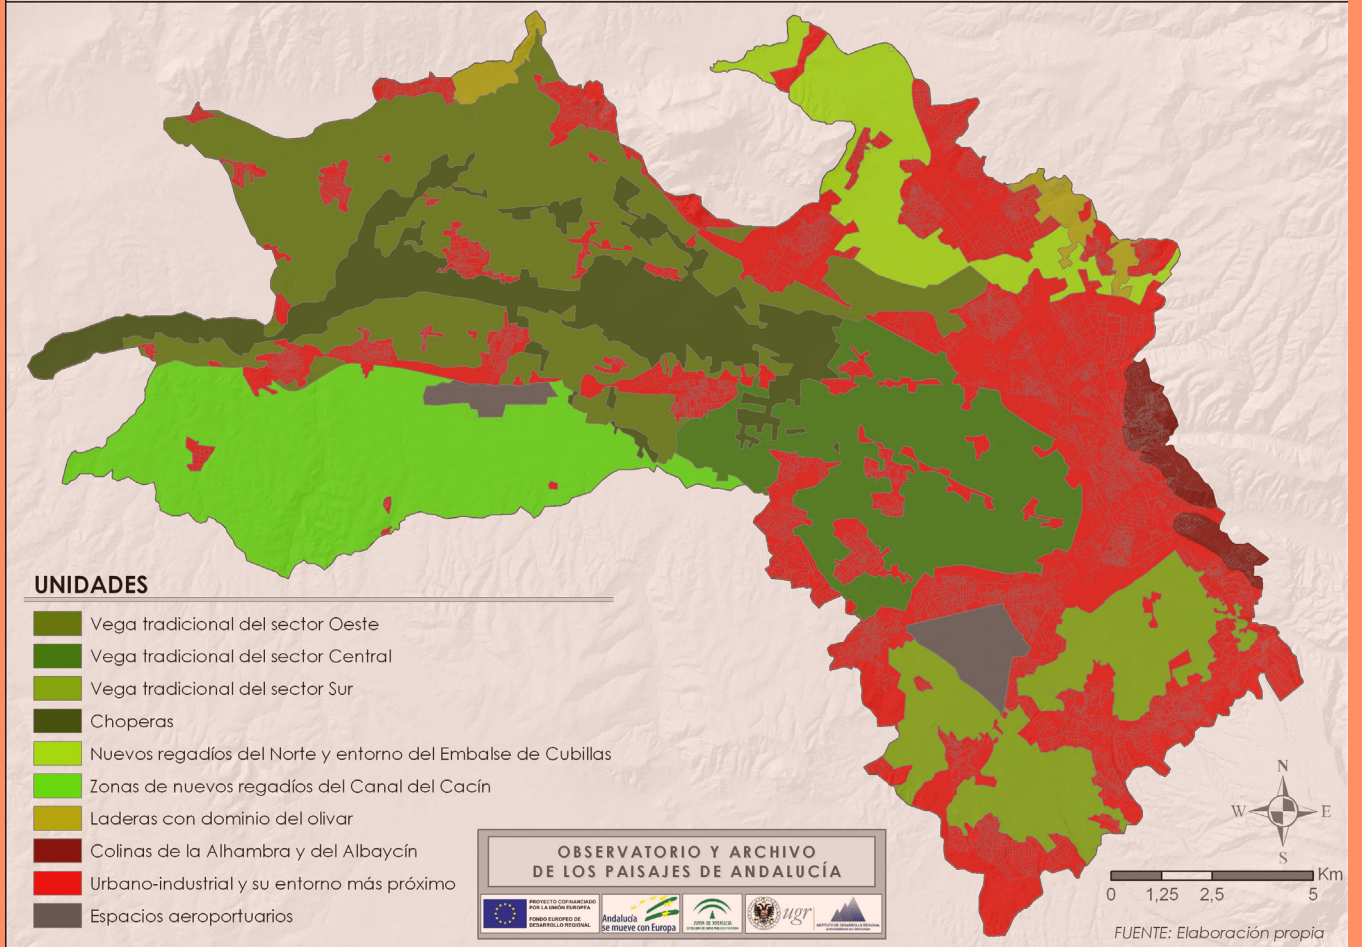 UNIDADES
Vega tradicional del sector Oeste
Vega tradicional del sector Central
Vega tradicional del sector Sur
Choperas
Nuevos regadíos del Norte y entorno del Embalse de Cubillas
Zonas de nuevos regadíos del Canal del Cacín
Laderas con dominio del olivar
Colinas de la Alhambra y del Albaycín
Urbano-industrial y su entorno más próximo
Espacios aeroportuarios
OBSERVATORIO Y ARCHIVO
DE LOS PAISAJES DE ANDALUCÍA
PROYECTO COFINANCIADO
POR LA UNIÓN EUROPEA
FONDO EUROPEO DE
DESARROLLO REGIONAL
Andalucía
se mueve con Europa
JUNTA DE ANDALUCIA
ugr
INSTITUTO DE DESARROLLO REGIONAL
N
W
E
S
Km
0
1,25
2,5
5
FUENTE: Elaboración propia